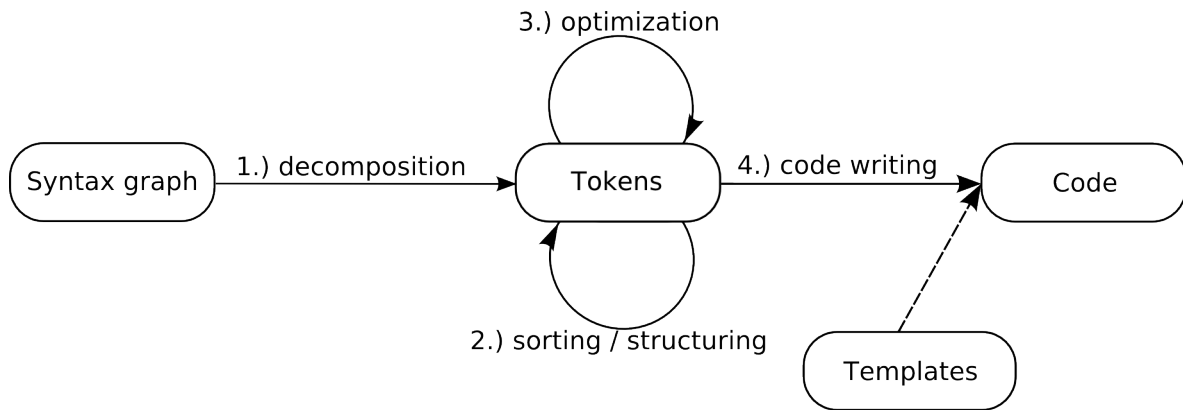 3.) optimization
Syntax graph
1.) decomposition
Tokens
4.) code writing
Code
2.) sorting / structuring
Templates